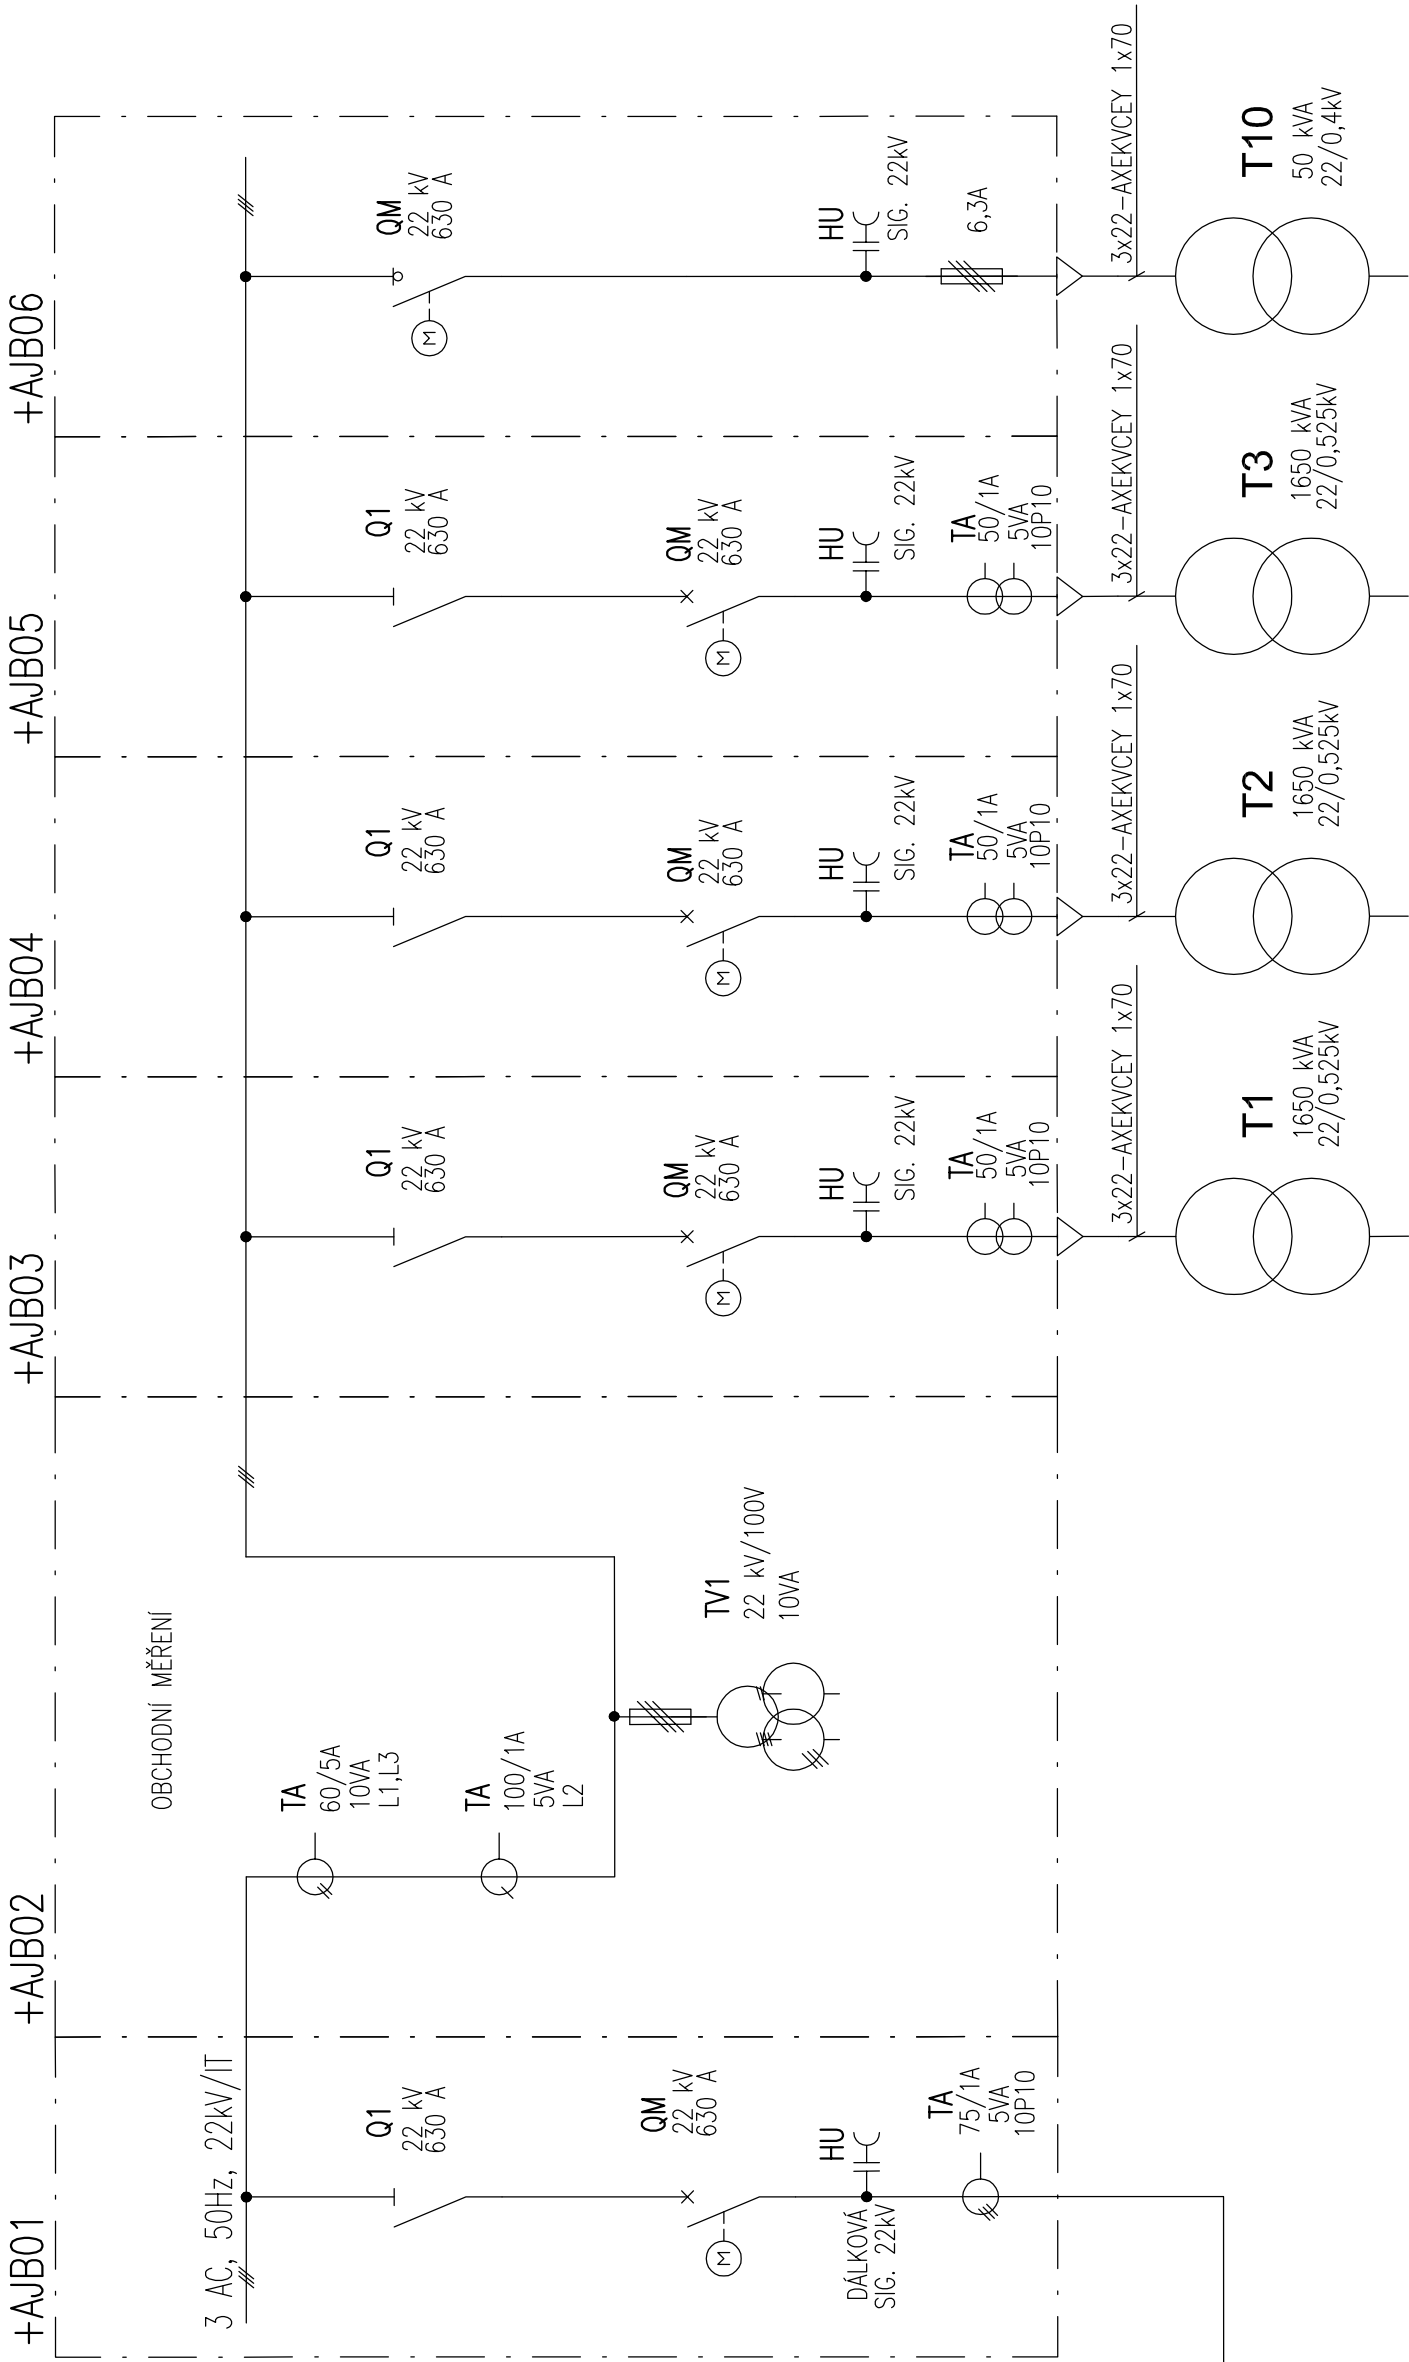 +AJB01
3 AC, 50Hz, 22kV/IT
Q1
22 kV
630 A
QM
22 kV
630 A
M
HU
DÁLKOVÁ
SIG. 22kV
TA
75/1A
5VA
10P10
+AJB02
OBCHODNÍ MĚŘENÍ
TA
60/5A
10VA
L1,L3
TA
100/1A
5VA
L2
TV1
22 kV/100V
10VA
+AJB03
Q1
22 kV
630 A
QM
22 kV
630 A
M
HU
SIG. 22kV
TA
50/1A
5VA
10P10
3x22-AXEKVCEY 1x70
T1
1650 kVA
22/0,525kV
+AJB04
Q1
22 kV
630 A
QM
22 kV
630 A
M
HU
SIG. 22kV
TA
50/1A
5VA
10P10
3x22-AXEKVCEY 1x70
T2
1650 kVA
22/0,525kV
+AJB05
Q1
22 kV
630 A
QM
22 kV
630 A
M
HU
SIG. 22kV
TA
50/1A
5VA
10P10
3x22-AXEKVCEY 1x70
T3
1650 kVA
22/0,525kV
+AJB06
QM
22 kV
630 A
M
HU
SIG. 22kV
6,3A
3x22-AXEKVCEY 1x70
T10
50 kVA
22/0,4kV